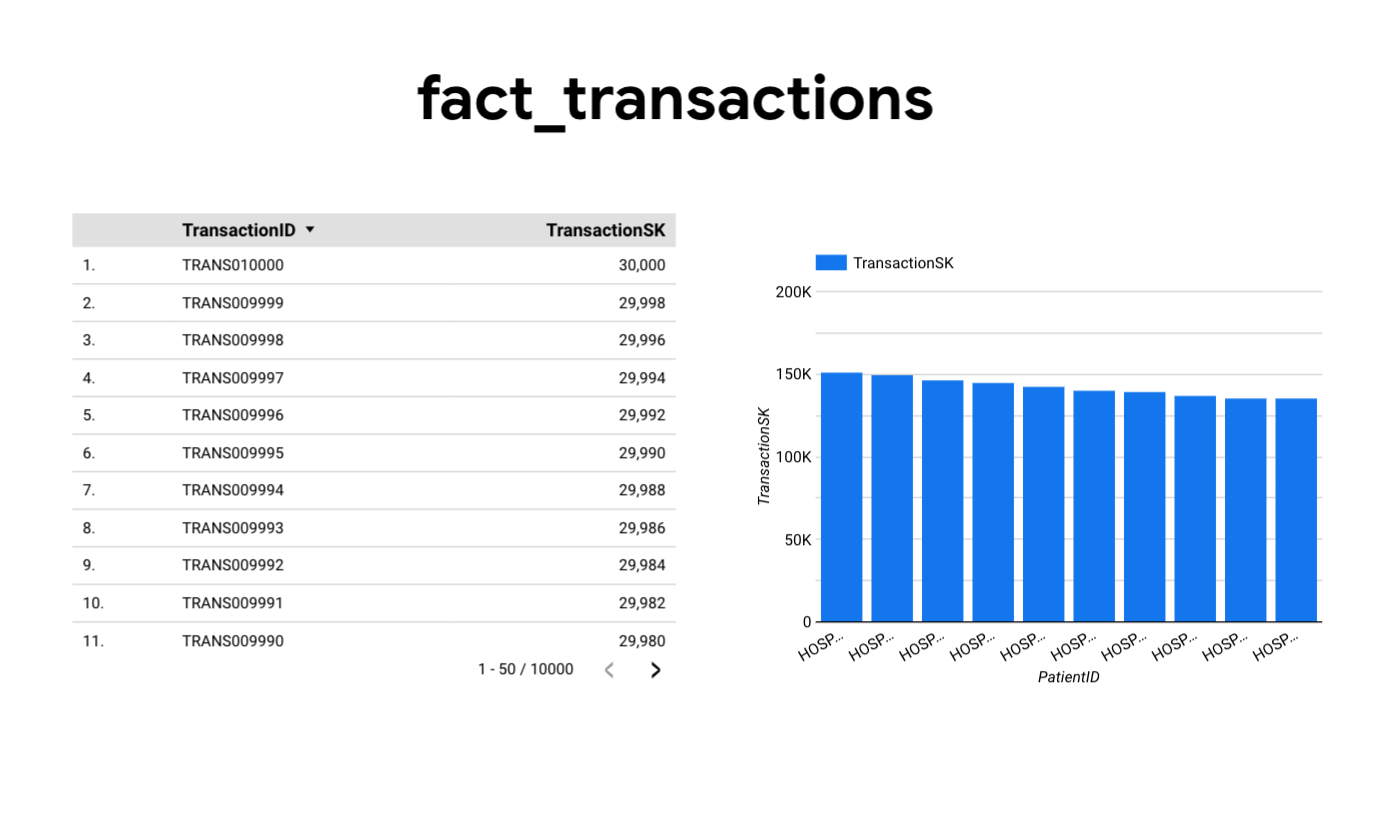 fact_transactions
TransactionID TransactionSK
1. TRANS010000 30,000
2. TRANS009999 29,998
3. TRANS009998 29,996
4. TRANS009997 29,994
5. TRANS009996 29,992
6. TRANS009995 29,990
7. TRANS009994 29,988
8. TRANS009993 29,986
9. TRANS009992 29,984
10. TRANS009991 29,982
11. TRANS009990 29,980
1 - 50 / 10000
TransactionSK
200K
150K
100K
50K
0
TransactionSK
HOSP... HOSP... HOSP... HOSP... HOSP... HOSP... HOSP... HOSP... HOSP... HOSP...
PatientID